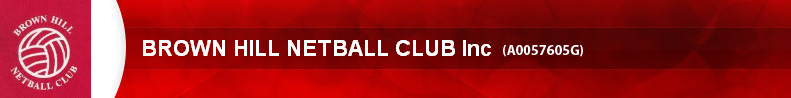 BROWN HILL
NETBALL CLUB
BROWN HILL NETBALL CLUB Inc (A0057605G)